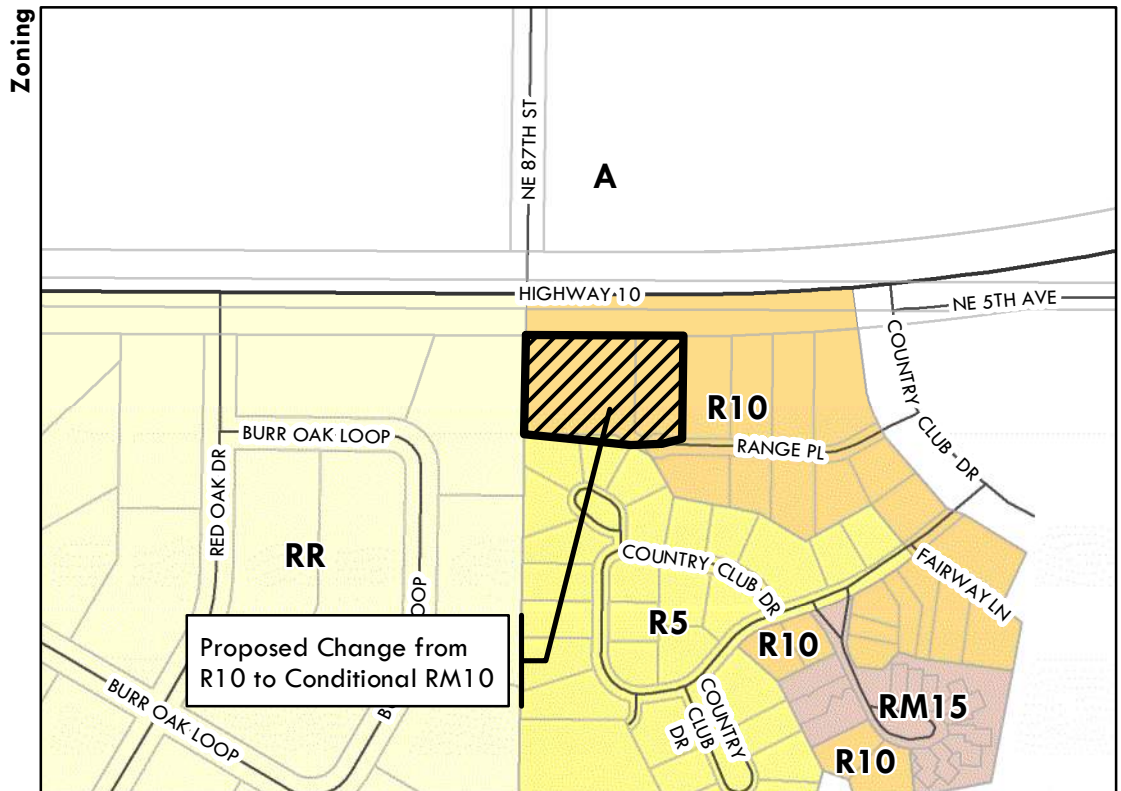 Zoning
NE 87TH ST
A
HIGHWAY 10
NE 5TH AVE
COUNTRY CLUB DR
R10
BURR OAK LOOP
RANGE PL
RED OAK DR
RR
COUNTRY CLUB DR
FAIRWAY LN
OOP
R5
R10
Proposed Change from
R10 to Conditional RM10
BURR OAK LOOP
B
COUNTRY
CLUB
DR
RM15
R10